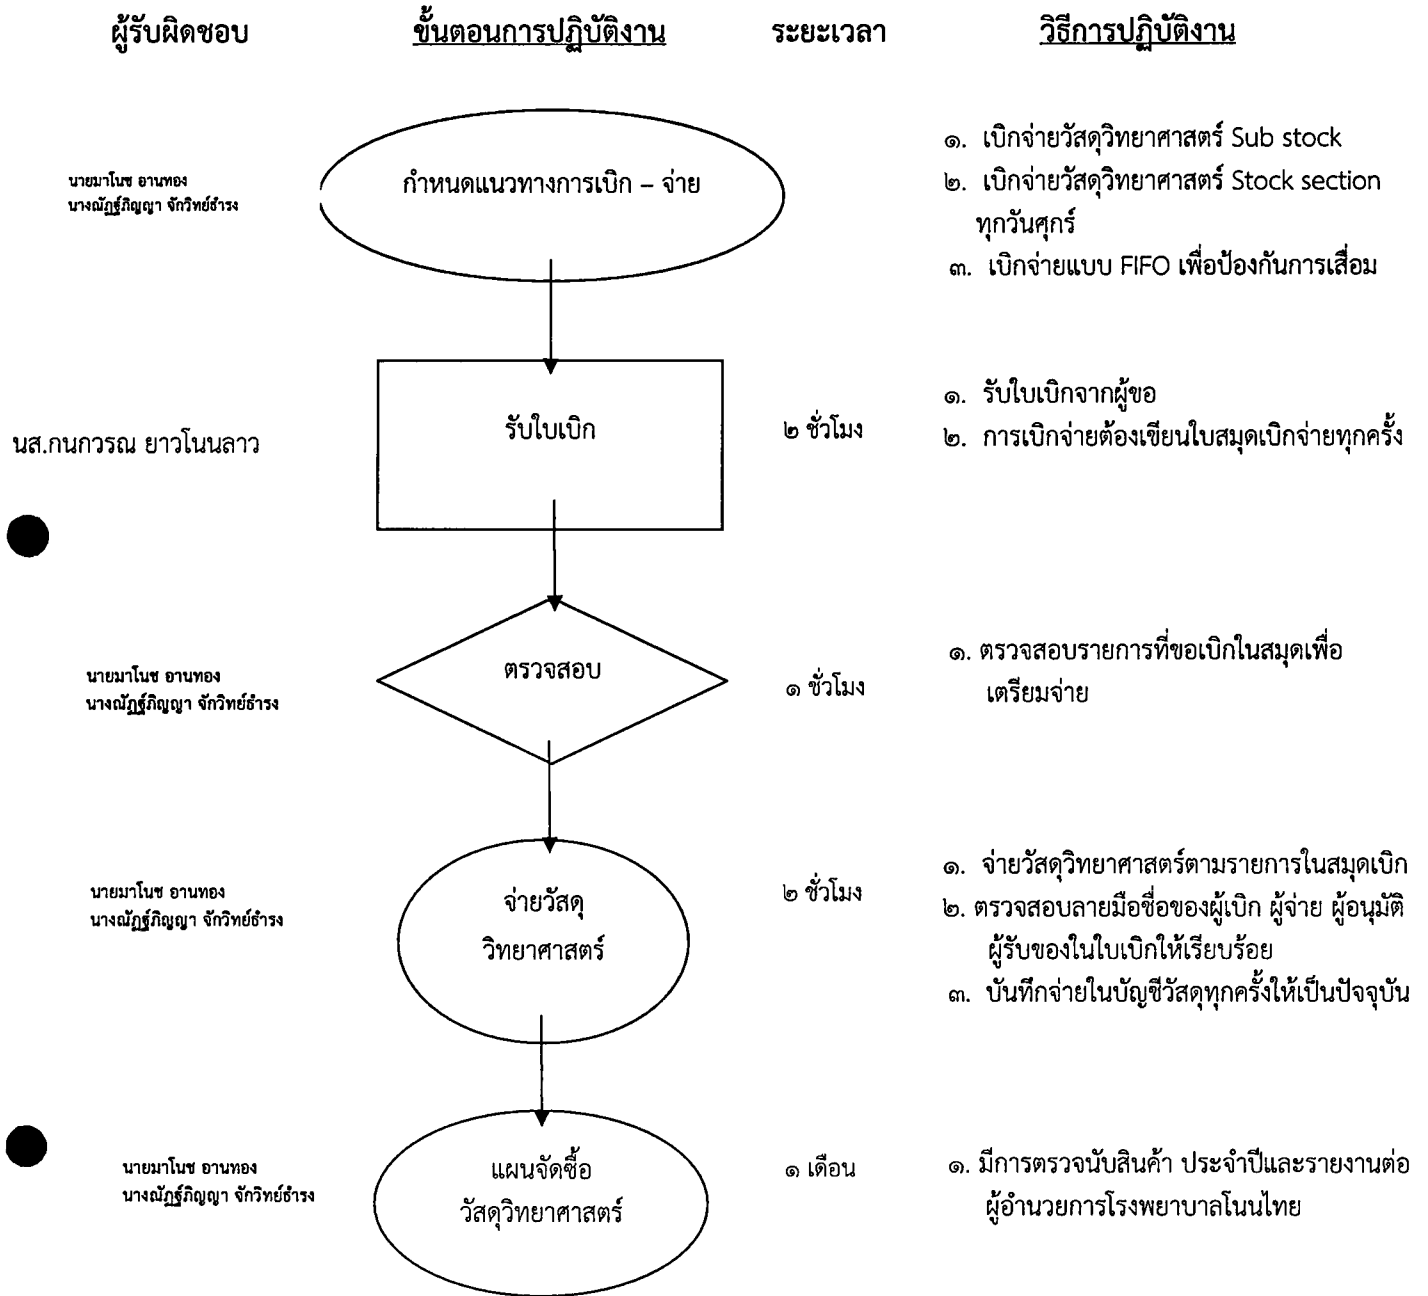 ผู้รับผิดชอบ ขั้นตอนการปฏิบัติงาน ระยะเวลา วิธีการปฏิบัติงาน
นายมาโนช อานทอง
นางณัฏฐ์ภิญญา จักวิทย์ธำรง
กำหนดแนวทางการเบิก – จ่าย
๑. เบิกจ่ายวัสดุวิทยาศาสตร์ Sub stock
๒. เบิกจ่ายวัสดุวิทยาศาสตร์ Stock section
ทุกวันศุกร์
๓. เบิกจ่ายแบบ FIFO เพื่อป้องกันการเสื่อม
นส.กนกวรณ ยาวโนนลาว
รับใบเบิก
๒ ชั่วโมง
๑. รับใบเบิกจากผู้ขอ
๒. การเบิกจ่ายต้องเขียนใบสมุดเบิกจ่ายทุกครั้ง
นายมาโนช อานทอง
นางณัฏฐ์ภิญญา จักวิทย์ธำรง
ตรวจสอบ
๑ ชั่วโมง
๑. ตรวจสอบรายการที่ขอเบิกในสมุดเพื่อ
เตรียมจ่าย
นายมาโนช อานทอง
นางณัฏฐ์ภิญญา จักวิทย์ธำรง
จ่ายวัสดุ
วิทยาศาสตร์
๒ ชั่วโมง
๑. จ่ายวัสดุวิทยาศาสตร์ตามรายการในสมุดเบิก
๒. ตรวจสอบลายมือชื่อของผู้เบิก ผู้จ่าย ผู้อนุมัติ
ผู้รับของในใบเบิกให้เรียบร้อย
๓. บันทึกจ่ายในบัญชีวัสดุทุกครั้งให้เป็นปัจจุบัน
นายมาโนช อานทอง
นางณัฏฐ์ภิญญา จักวิทย์ธำรง
แผนจัดซื้อ
วัสดุวิทยาศาสตร์
๑ เดือน
๑. มีการตรวจนับสินค้า ประจำปีและรายงานต่อ
ผู้อำนวยการโรงพยาบาลโนนไทย